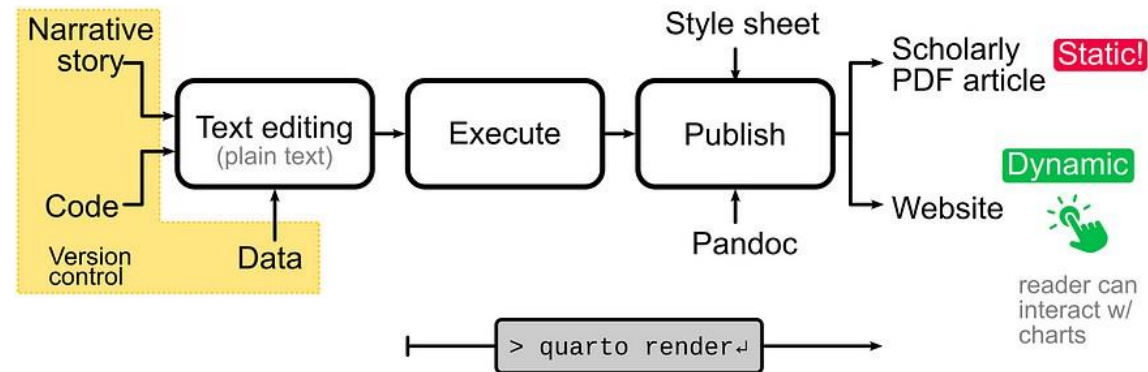 Narrative
story
Code
Version
control
Data
Text editing
(plain text)
Execute
Style sheet
Publish
Pandoc
Scholarly
PDF article
Static!
Dynamic
Website
reader can
interact w/
charts
> quarto render↵